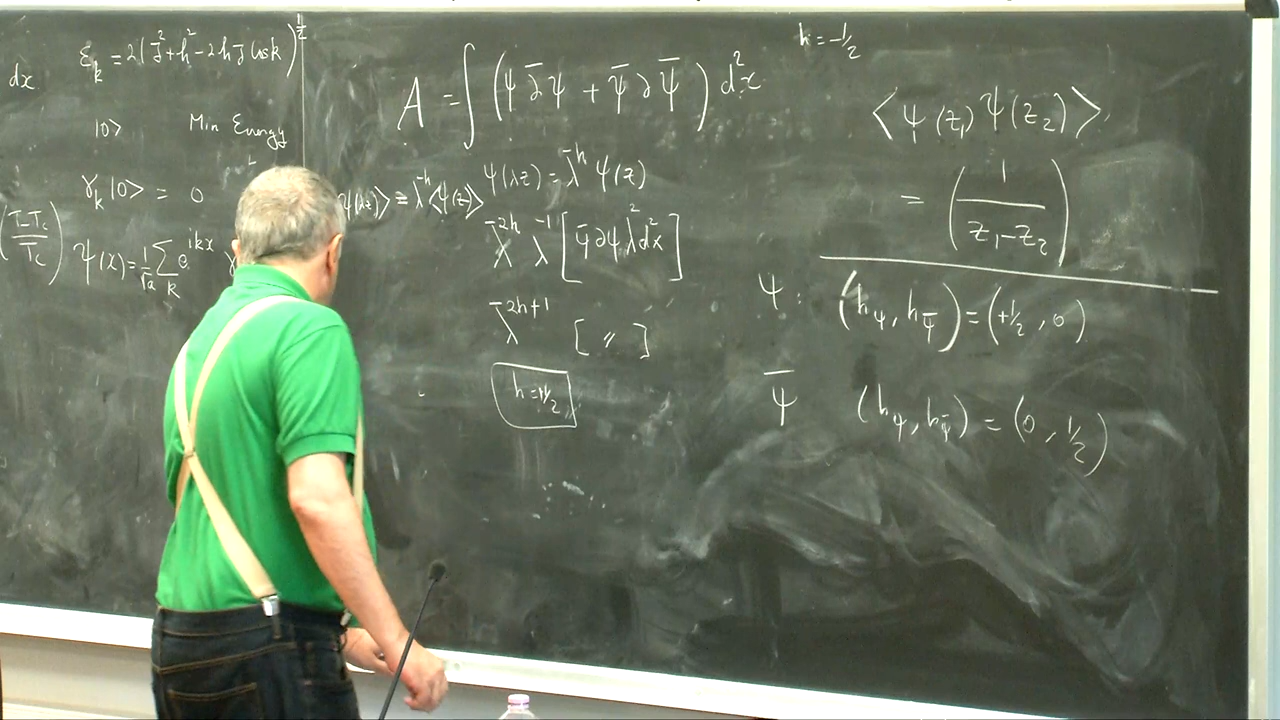 dx
ε_k = 2(J² + h² - 2hJ cos k)^{1/2}
|0> Min Energy
γ_k |0> = 0
(T-T_c / T_c)
ψ(x) = 1/√a Σ_k e^{ikx} γ
A = ∫ (ψ ∂̄ ψ + ψ̄ ∂ ψ̄) d²x
ψ(λz)> ≅ λ^{-h} <ψ(z)> ψ(λz) = λ^{-h} ψ(z)
λ^{-2h} λ^{-1} [ψ̄ ∂ψ λ² d²x]
λ^{-2h+1} [ 〃 ]
h = +1/2
h = -1/2
<ψ(z₁) ψ(z₂)>
= (1 / z₁-z₂)
ψ : (h_ψ, h_ψ̄) = (+1/2, 0)
ψ̄ (h_ψ, h_ψ̄) = (0, 1/2)